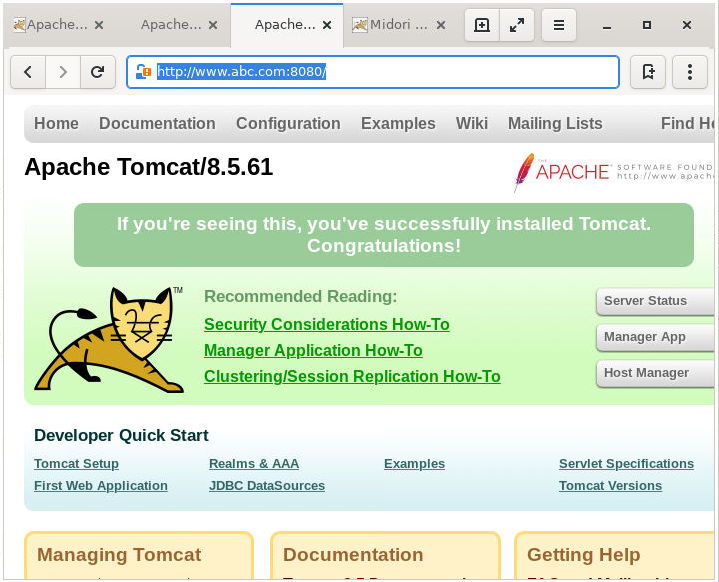 Apache… Apache… Apache… Midori …
http://www.abc.com:8080/
Home Documentation Configuration Examples Wiki Mailing Lists Find He
Apache Tomcat/8.5.61
THE APACHE SOFTWARE FOUND
http://www.apache
If you're seeing this, you've successfully installed Tomcat.
Congratulations!
TM
Recommended Reading:
Security Considerations How-To
Manager Application How-To
Clustering/Session Replication How-To
Server Status
Manager App
Host Manager
Developer Quick Start
Tomcat Setup Realms & AAA Examples Servlet Specifications
First Web Application JDBC DataSources Tomcat Versions
Managing Tomcat Documentation Getting Help